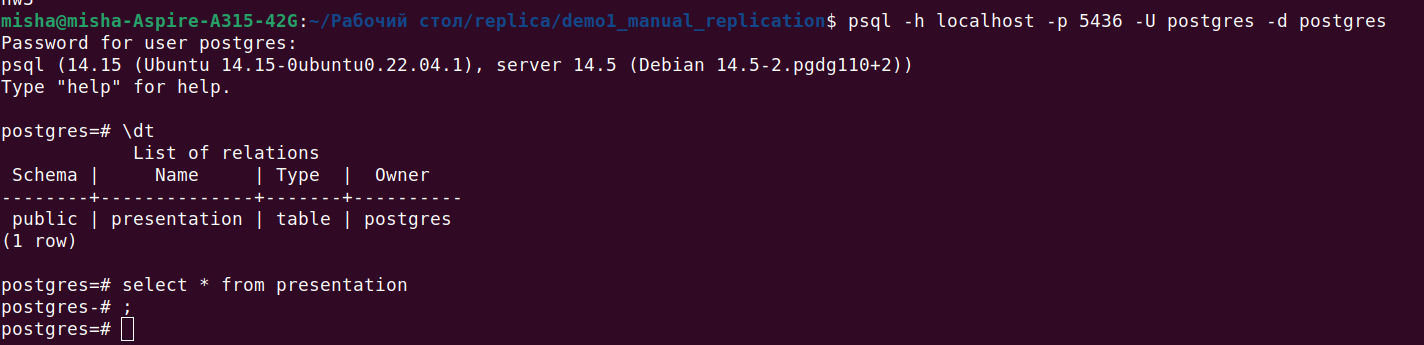 misha@misha-Aspire-A315-42G:~/Рабочий стол/replica/demo1_manual_replication$ psql -h localhost -p 5436 -U postgres -d postgres
Password for user postgres:
psql (14.15 (Ubuntu 14.15-0ubuntu0.22.04.1), server 14.5 (Debian 14.5-2.pgdg110+2))
Type "help" for help.
postgres=# \dt
            List of relations
 Schema |     Name     | Type  |  Owner
--------+--------------+-------+----------
 public | presentation | table | postgres
(1 row)
postgres=# select * from presentation
postgres-# ;
postgres=#